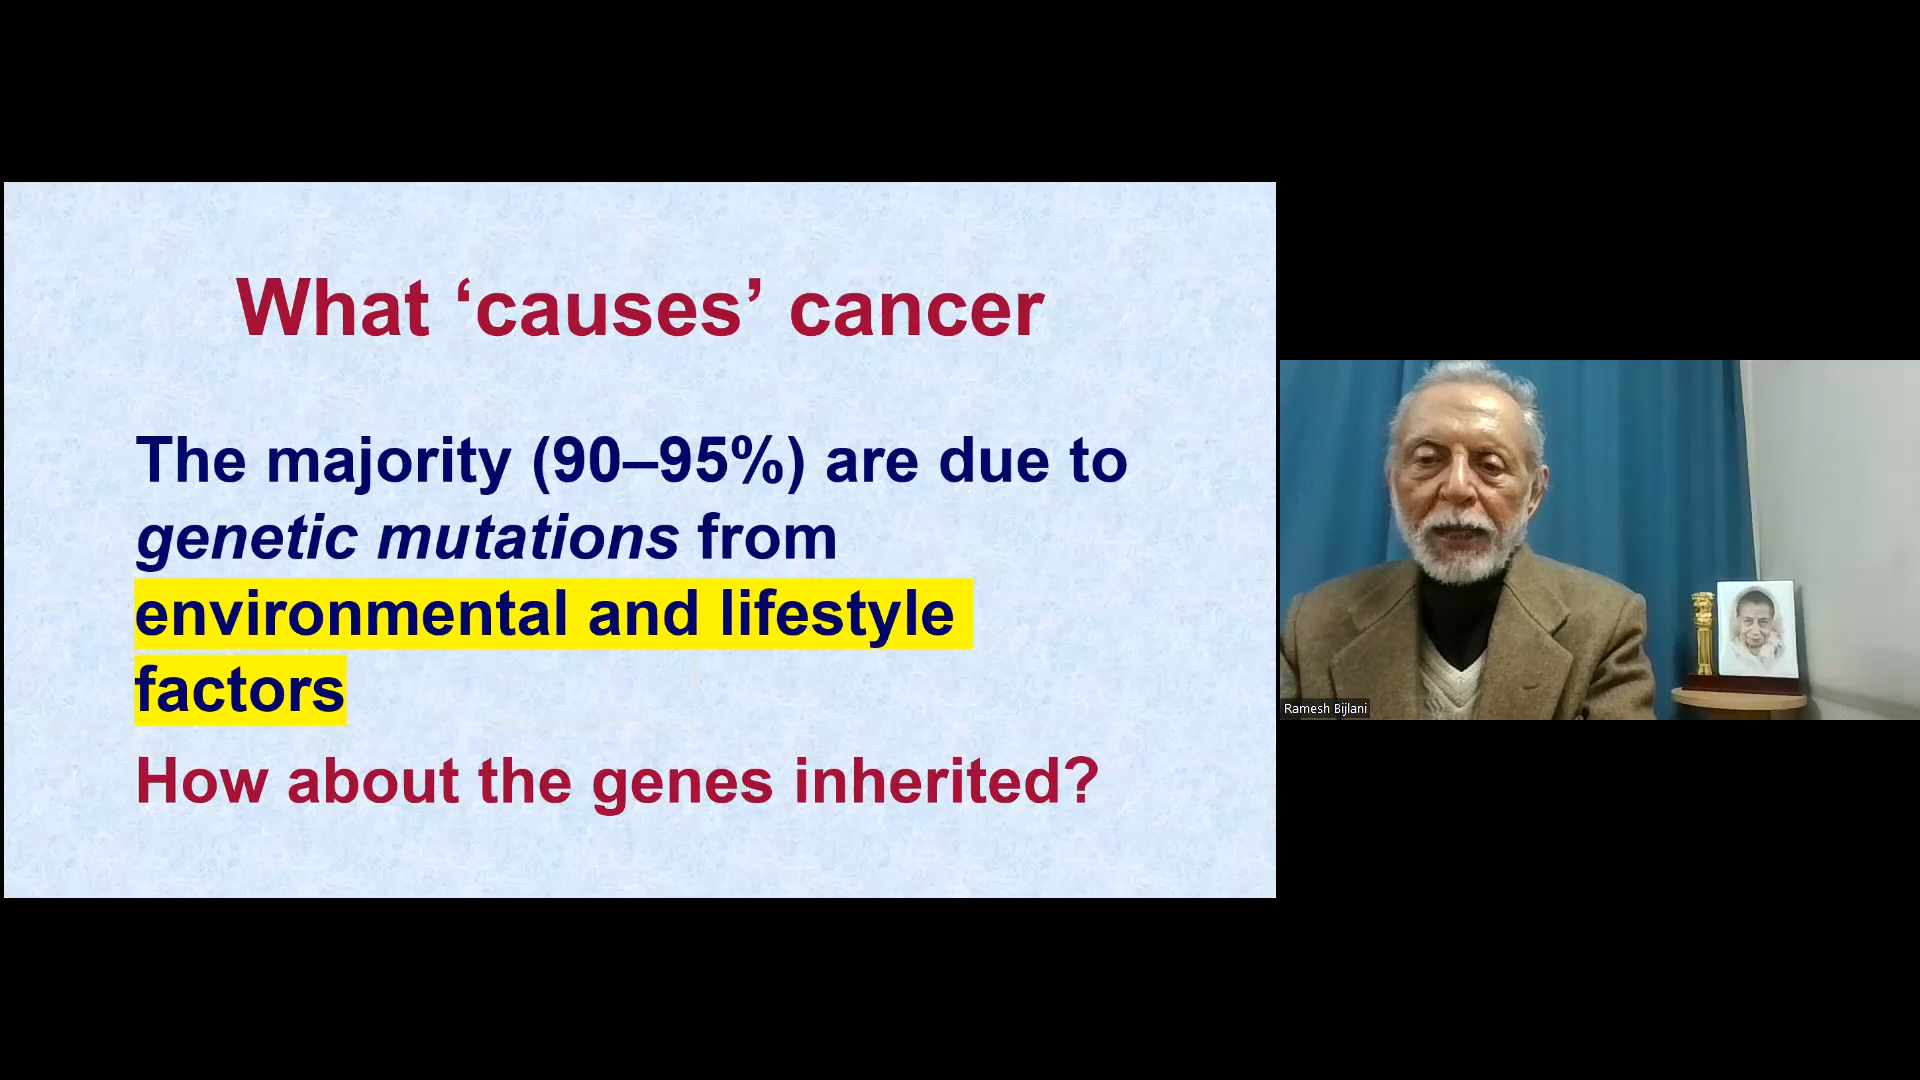 What ‘causes’ cancer
The majority (90–95%) are due to
genetic mutations from
environmental and lifestyle
factors
How about the genes inherited?
Ramesh Bijlani